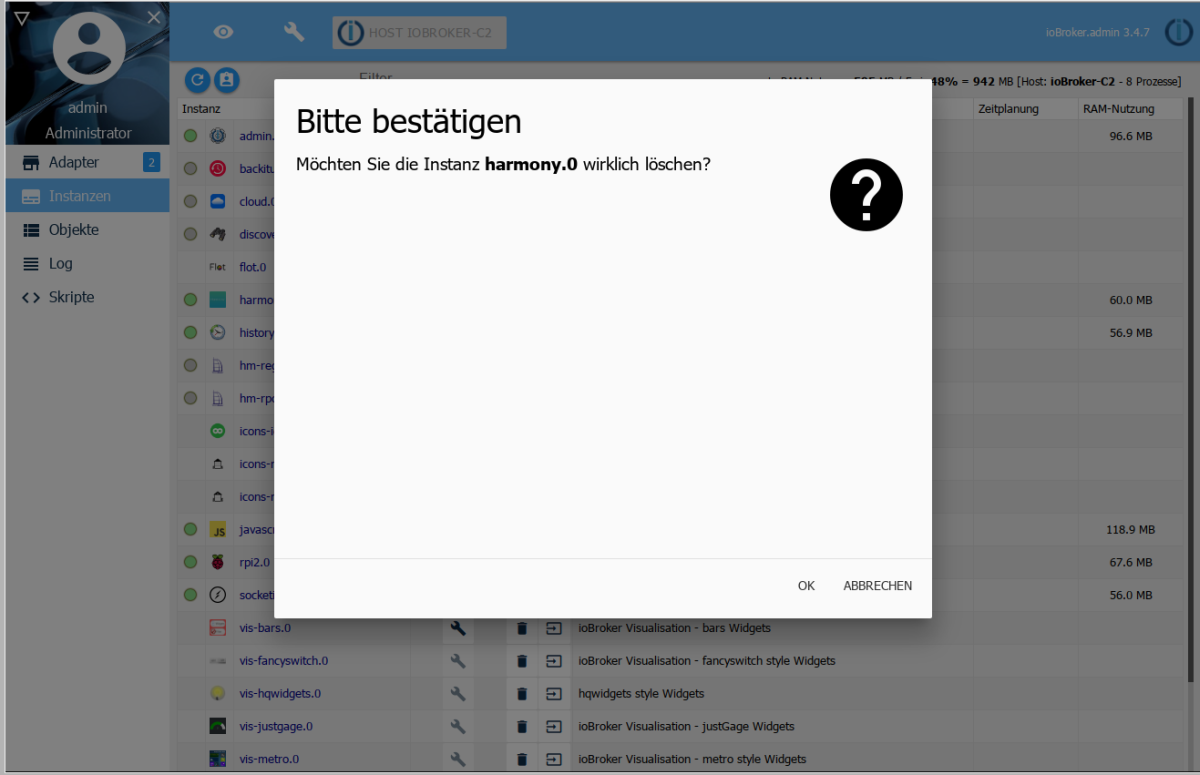 HOST IOBROKER-C2
ioBroker.admin 3.4.7
admin
Administrator
Adapter 2
Instanzen
Objekte
Log
Skripte
Filter
48% = 942 MB [Host: ioBroker-C2 - 8 Prozesse]
Instanz Zeitplanung RAM-Nutzung
admin. 96.6 MB
backitu
cloud.0
discove
Flot flot.0
harmo 60.0 MB
history 56.9 MB
hm-reg
hm-rpc
icons-i
icons-
icons-
JS javasc 118.9 MB
rpi2.0 67.6 MB
socketi 56.0 MB
Bitte bestätigen
Möchten Sie die Instanz harmony.0 wirklich löschen?
?
OK ABBRECHEN
vis-bars.0 ioBroker Visualisation - bars Widgets
vis-fancyswitch.0 ioBroker Visualisation - fancyswitch style Widgets
vis-hqwidgets.0 hqwidgets style Widgets
vis-justgage.0 ioBroker Visualisation - justGage Widgets
vis-metro.0 ioBroker Visualisation - metro style Widgets